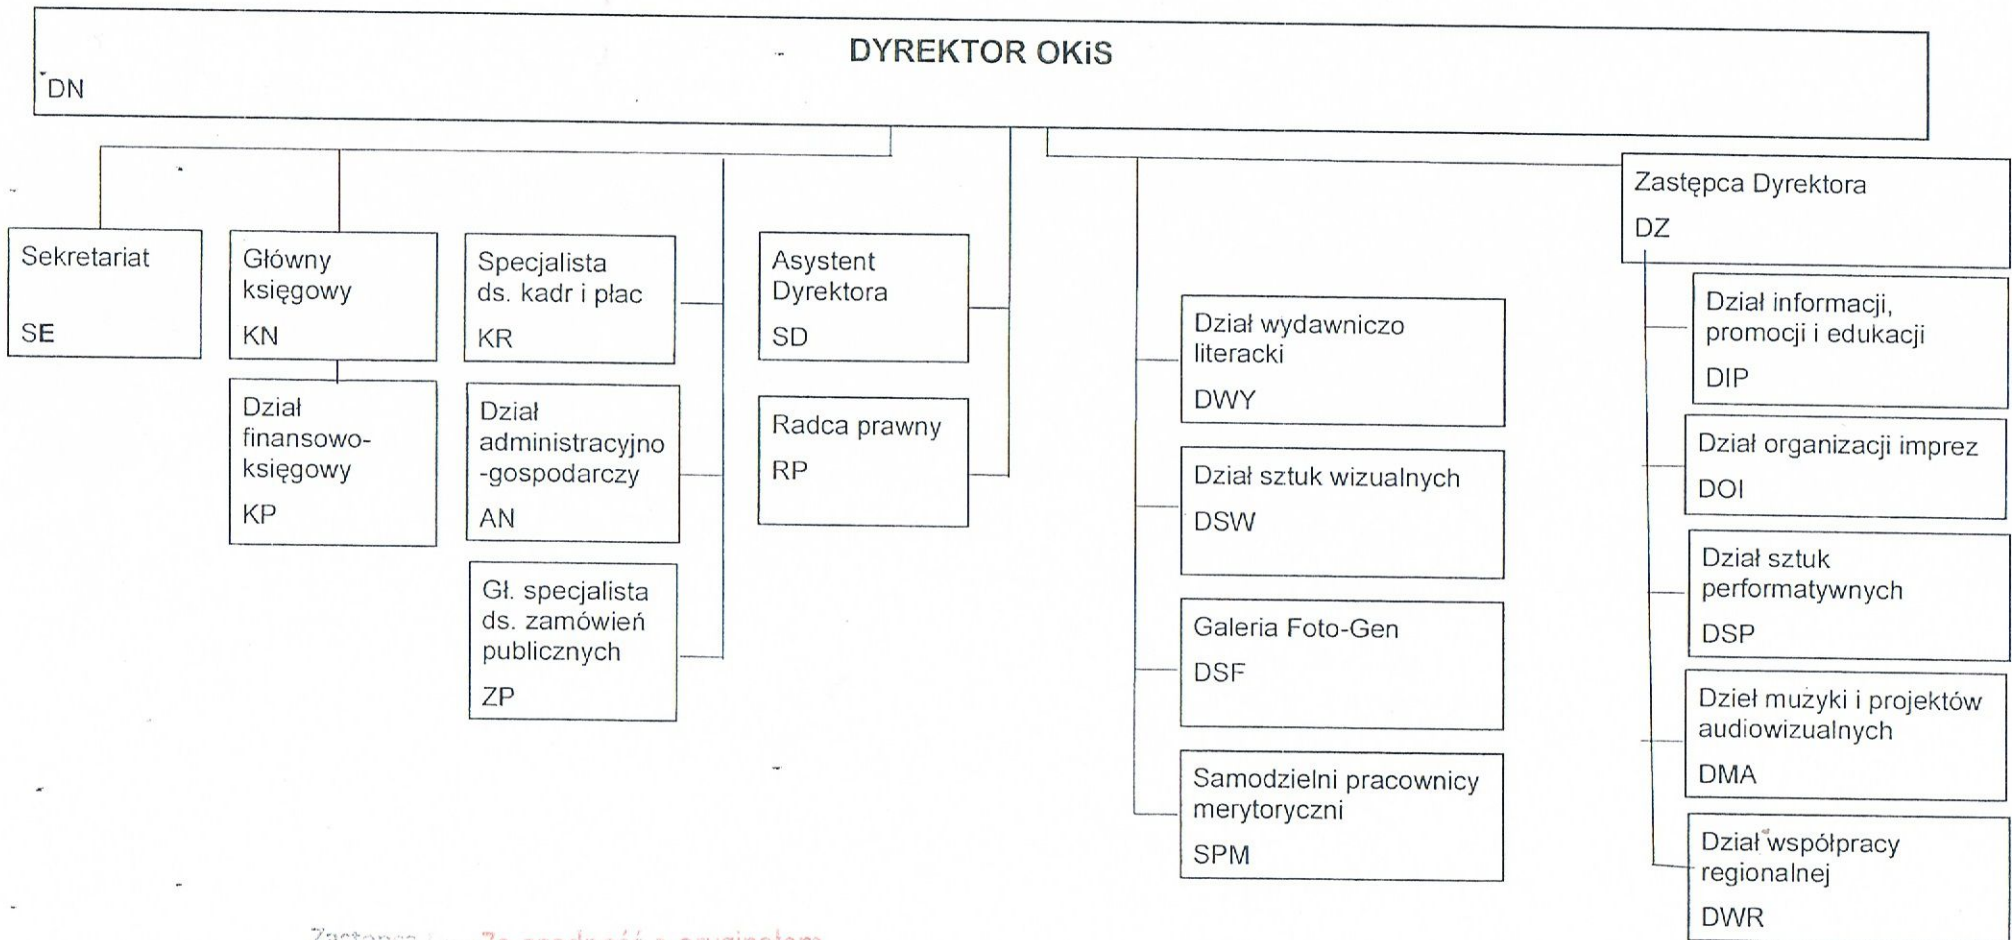 DYREKTOR OKiS
DN
Sekretariat
SE
Główny
księgowy
KN
Dział
finansowo-
księgowy
KP
Specjalista
ds. kadr i płac
KR
Dział
administracyjno
-gospodarczy
AN
Gł. specjalista
ds. zamówień
publicznych
ZP
Asystent
Dyrektora
SD
Radca prawny
RP
Dział wydawniczo
literacki
DWY
Dział sztuk wizualnych
DSW
Galeria Foto-Gen
DSF
Samodzielni pracownicy
merytoryczni
SPM
Zastępca Dyrektora
DZ
Dział informacji,
promocji i edukacji
DIP
Dział organizacji imprez
DOI
Dział sztuk
performatywnych
DSP
Dzieł muzyki i projektów
audiowizualnych
DMA
Dział współpracy
regionalnej
DWR